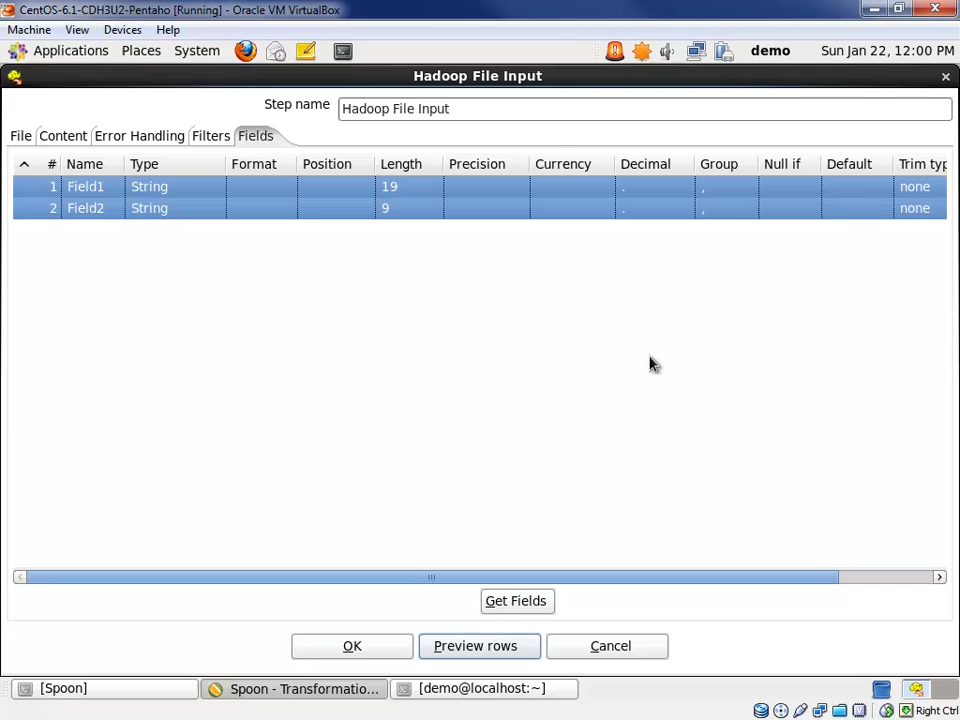 CentOS-6.1-CDH3U2-Pentaho [Running] - Oracle VM VirtualBox
Machine View Devices Help
Applications Places System demo Sun Jan 22, 12:00 PM
Hadoop File Input
Step name Hadoop File Input
File Content Error Handling Filters Fields
# Name Type Format Position Length Precision Currency Decimal Group Null if Default Trim typ
1 Field1 String 19 . , none
2 Field2 String 9 . , none
Get Fields
OK Preview rows Cancel
[Spoon] Spoon - Transformatio... [demo@localhost:~]
Right Ctrl